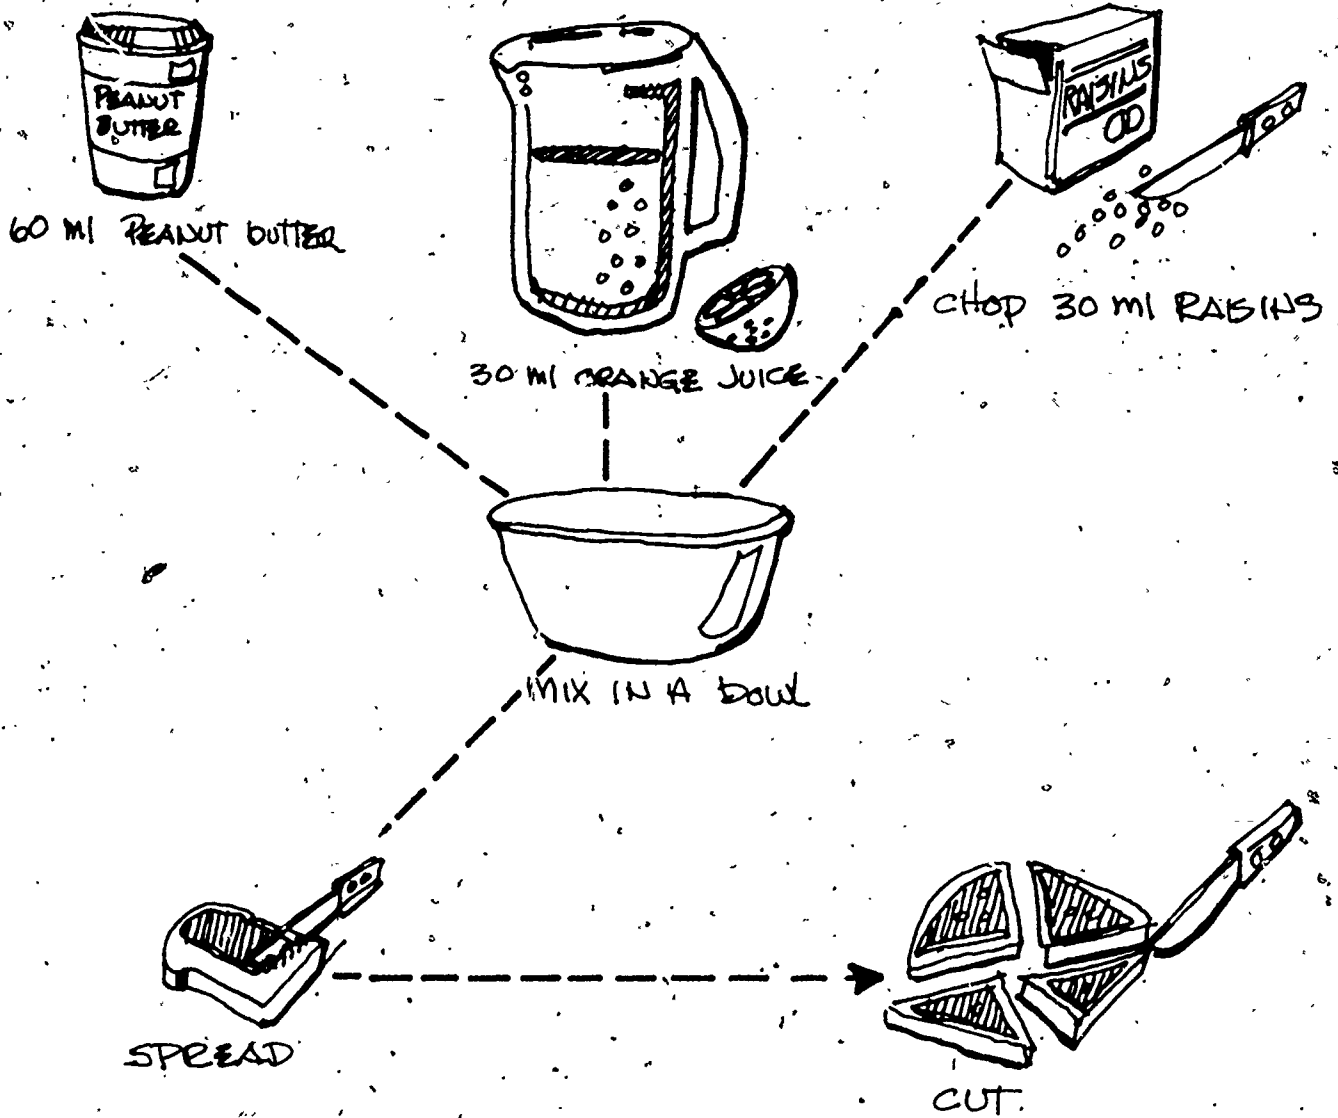 PEANUT
BUTTER
RAISINS
60 ml PEANUT bUTTER
30 ml ORANGE JUICE
CHOP 30 ml RAISINS
MIX IN A bowl
SPREAD
CUT.